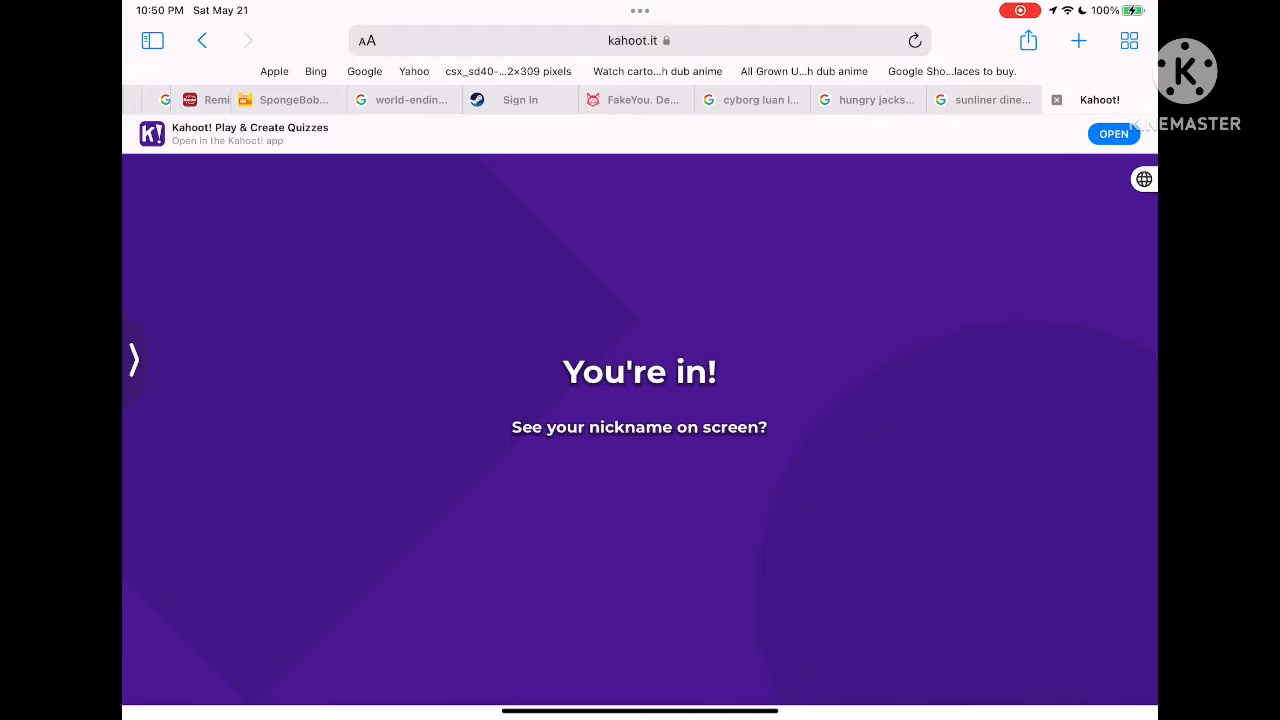 10:50 PM Sat May 21
100%
AA
kahoot.it
Apple Bing Google Yahoo csx_sd40-...2×309 pixels Watch carto...h dub anime All Grown U...h dub anime Google Sho...laces to buy.
Remi SpongeBob... world-endin... Sign In FakeYou. De... cyborg luan l... hungry jacks... sunliner dine... Kahoot!
K!
Kahoot! Play & Create Quizzes
Open in the Kahoot! app
OPEN
K
KINEMASTER
You're in!
See your nickname on screen?